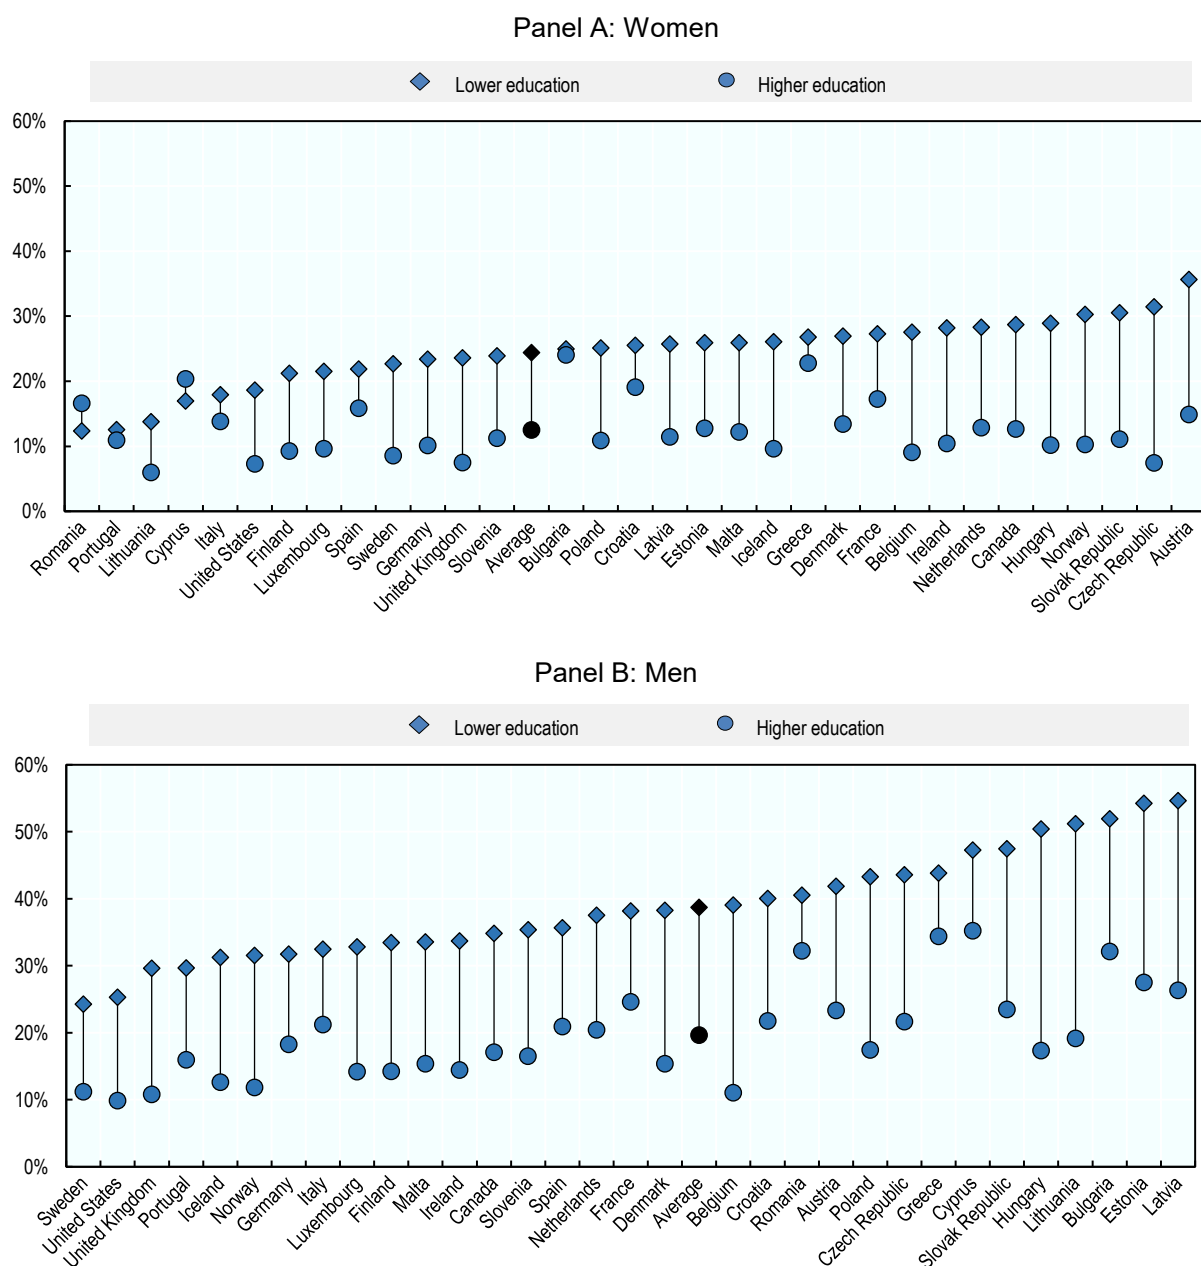 Panel A: Women
Lower education
Higher education
60%
50%
40%
30%
20%
10%
0%
Romania
Portugal
Lithuania
Cyprus
Italy
United States
Finland
Luxembourg
Spain
Sweden
Germany
United Kingdom
Slovenia
Average
Bulgaria
Poland
Croatia
Latvia
Estonia
Malta
Iceland
Greece
Denmark
France
Belgium
Ireland
Netherlands
Canada
Hungary
Norway
Slovak Republic
Czech Republic
Austria
Panel B: Men
Lower education
Higher education
60%
50%
40%
30%
20%
10%
0%
Sweden
United States
United Kingdom
Portugal
Iceland
Norway
Germany
Italy
Luxembourg
Finland
Malta
Ireland
Canada
Slovenia
Spain
Netherlands
France
Denmark
Average
Belgium
Croatia
Romania
Austria
Poland
Czech Republic
Greece
Cyprus
Slovak Republic
Hungary
Lithuania
Bulgaria
Estonia
Latvia